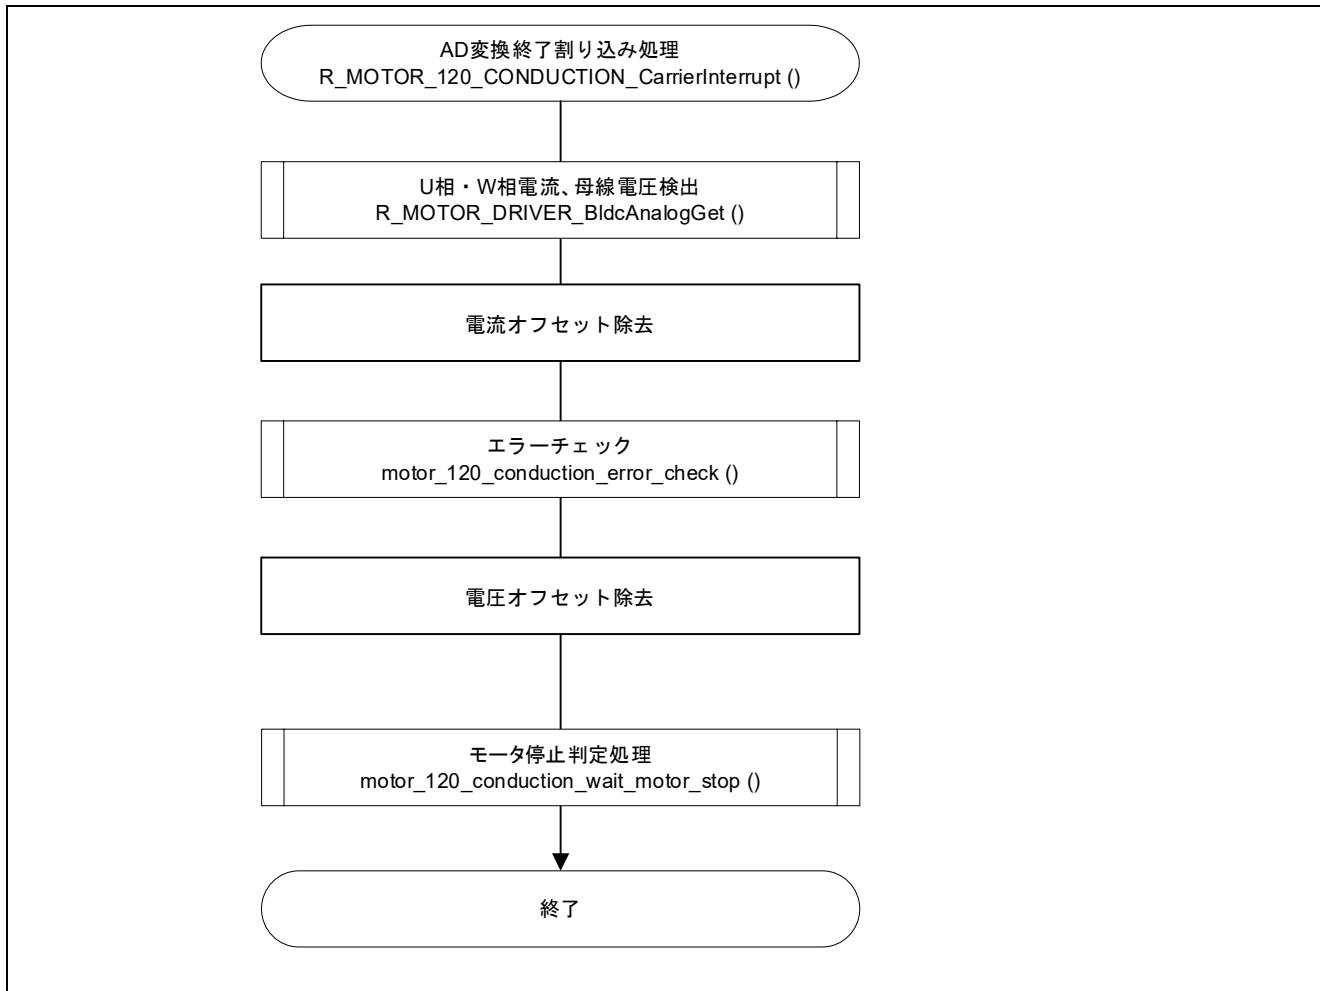 AD変換終了割り込み処理
R_MOTOR_120_CONDUCTION_CarrierInterrupt ()
U相・W相電流、母線電圧検出
R_MOTOR_DRIVER_BldcAnalogGet ()
電流オフセット除去
エラーチェック
motor_120_conduction_error_check ()
電圧オフセット除去
モータ停止判定処理
motor_120_conduction_wait_motor_stop ()
終了